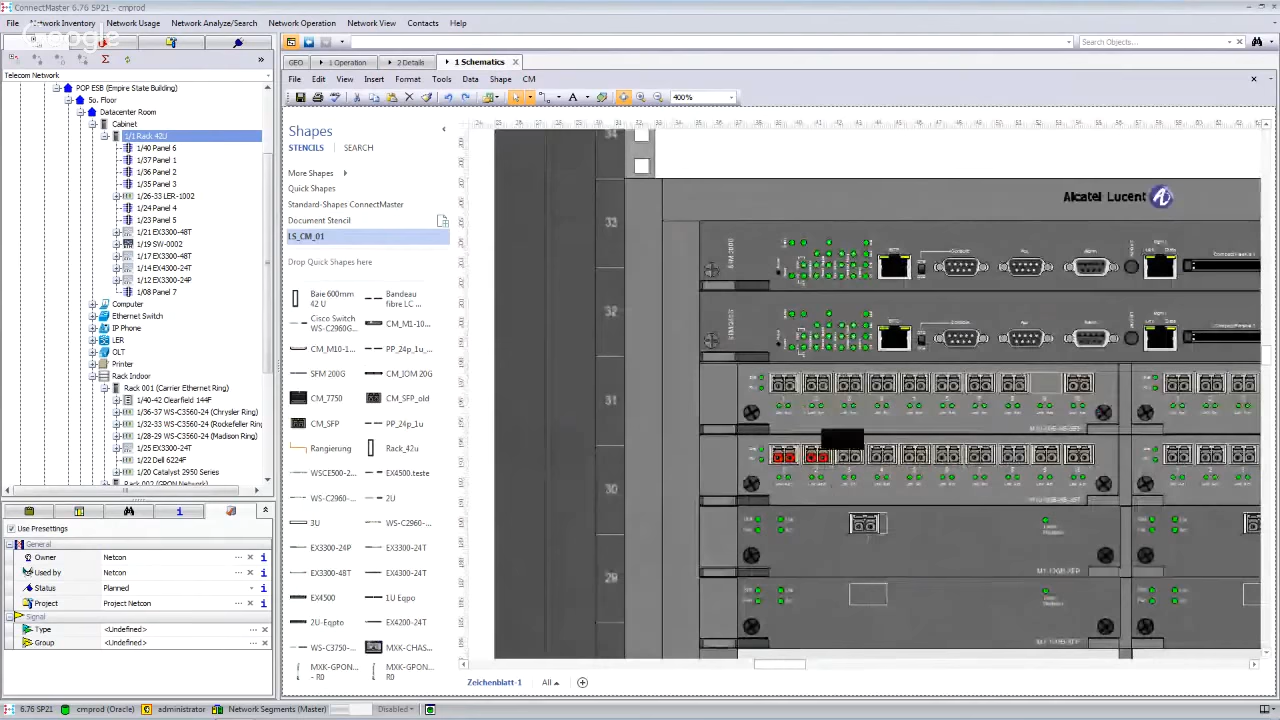 ConnectMaster 6.76 SP21 - cmprod
Google
File Network Inventory Network Usage Network Analyze/Search Network Operation Network View Contacts Help
Search Objects...
Telecom Network
GEO 1 Operation 2 Details 1 Schematics
File Edit View Insert Format Tools Data Shape CM
400%
POP ESB (Empire State Building)
So. Floor
Datacenter Room
Cabinet
1/1 Rack 42U
1/40 Panel 6
1/37 Panel 1
1/36 Panel 2
1/35 Panel 3
1/26-33 LER-1002
1/24 Panel 4
1/23 Panel 5
1/21 EX3300-48T
1/19 SW-0002
1/17 EX3300-48T
1/14 EX4300-24T
1/12 EX3300-24P
1/08 Panel 7
Computer
Ethernet Switch
IP Phone
LER
OLT
Printer
Rack Indoor
Rack 001 (Carrier Ethernet Ring)
1/40-42 Clearfield 144F
1/36-37 WS-C3560-24 (Chrysler Ring)
1/32-33 WS-C3560-24 (Rockefeller Ring)
1/28-29 WS-C3560-24 (Madison Ring)
1/25 EX3300-24T
1/22 Dell 6224F
1/20 Catalyst 2950 Series
Rack 002 (GPON Network)
Use Presettings
General
Owner Netcon
Used by Netcon
Status Planned
Project Project Netcon
Signal
Type <Undefined>
Group <Undefined>
Shapes
STENCILS SEARCH
More Shapes
Quick Shapes
Standard-Shapes ConnectMaster
Document Stencil
LS_CM_01
Drop Quick Shapes here
Baie 600mm 42 U
Bandeau fibre LC ...
Cisco Switch WS-C2960G...
CM_M1-10...
CM_M10-1...
PP_24p_1u_...
SFM 200G
CM_IOM 20G
CM_7750
CM_SFP_old
CM_SFP
PP_24p_1u
Rangierung
Rack_42u
WSCE500-2...
EX4500.teste
WS-C2960-...
2U
3U
WS-C2960-...
EX3300-24P
EX3300-24T
EX3300-48T
EX4300-24T
EX4500
1U Eqpo
2U-Eqpto
EX4200-24T
WS-C3750-...
MXK-CHAS...
MXK-GPON... - R0
MXK-GPON... - R0
34
33
32
31
30
29
Alcatel Lucent
Zeichenblatt-1 All
6.76 SP21 cmprod (Oracle) administrator Network Segments (Master) Disabled